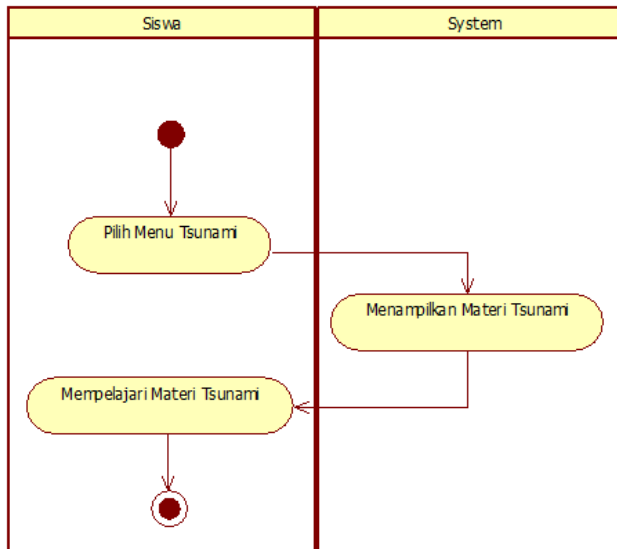 Siswa
System
Pilih Menu Tsunami
Menampilkan Materi Tsunami
Mempelajari Materi Tsunami